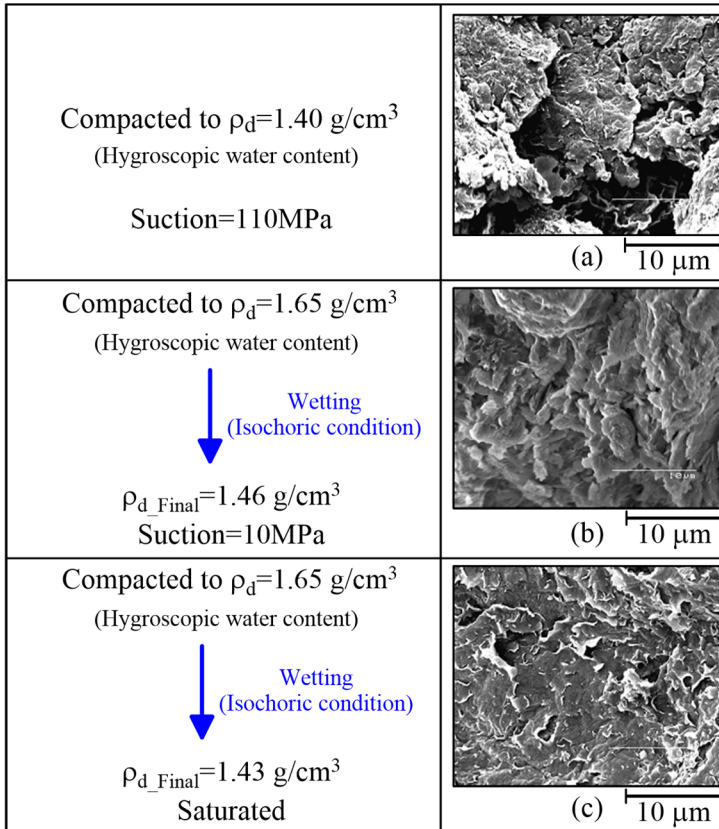 Compacted to ρd=1.40 g/cm3
(Hygroscopic water content)
Suction=110MPa
(a)
10 μm
Compacted to ρd=1.65 g/cm3
(Hygroscopic water content)
Wetting
(Isochoric condition)
ρd_Final=1.46 g/cm3
Suction=10MPa
10μm
(b)
10 μm
Compacted to ρd=1.65 g/cm3
(Hygroscopic water content)
Wetting
(Isochoric condition)
ρd_Final=1.43 g/cm3
Saturated
(c)
10 μm